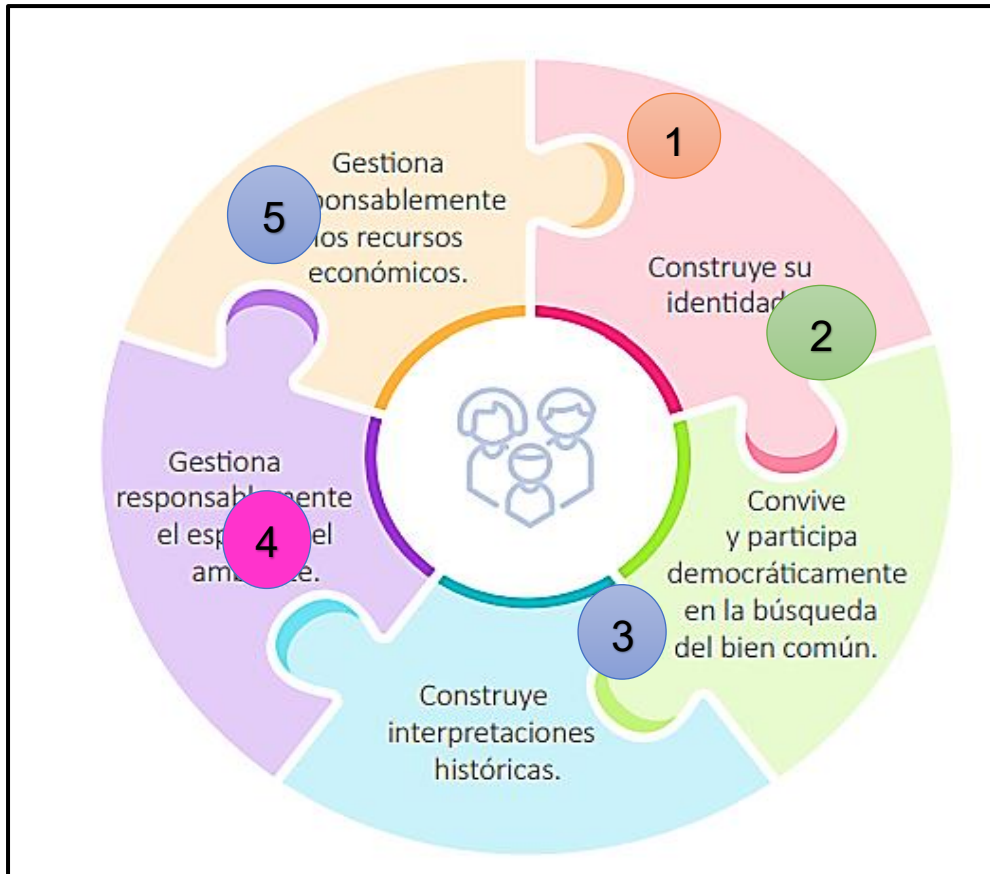 1
Construye su
identidad
2
Convive
y participa
democráticamente
en la búsqueda
del bien común.
3
Construye
interpretaciones
históricas.
4
Gestiona
el
5
Gestiona
los recursos
económicos.